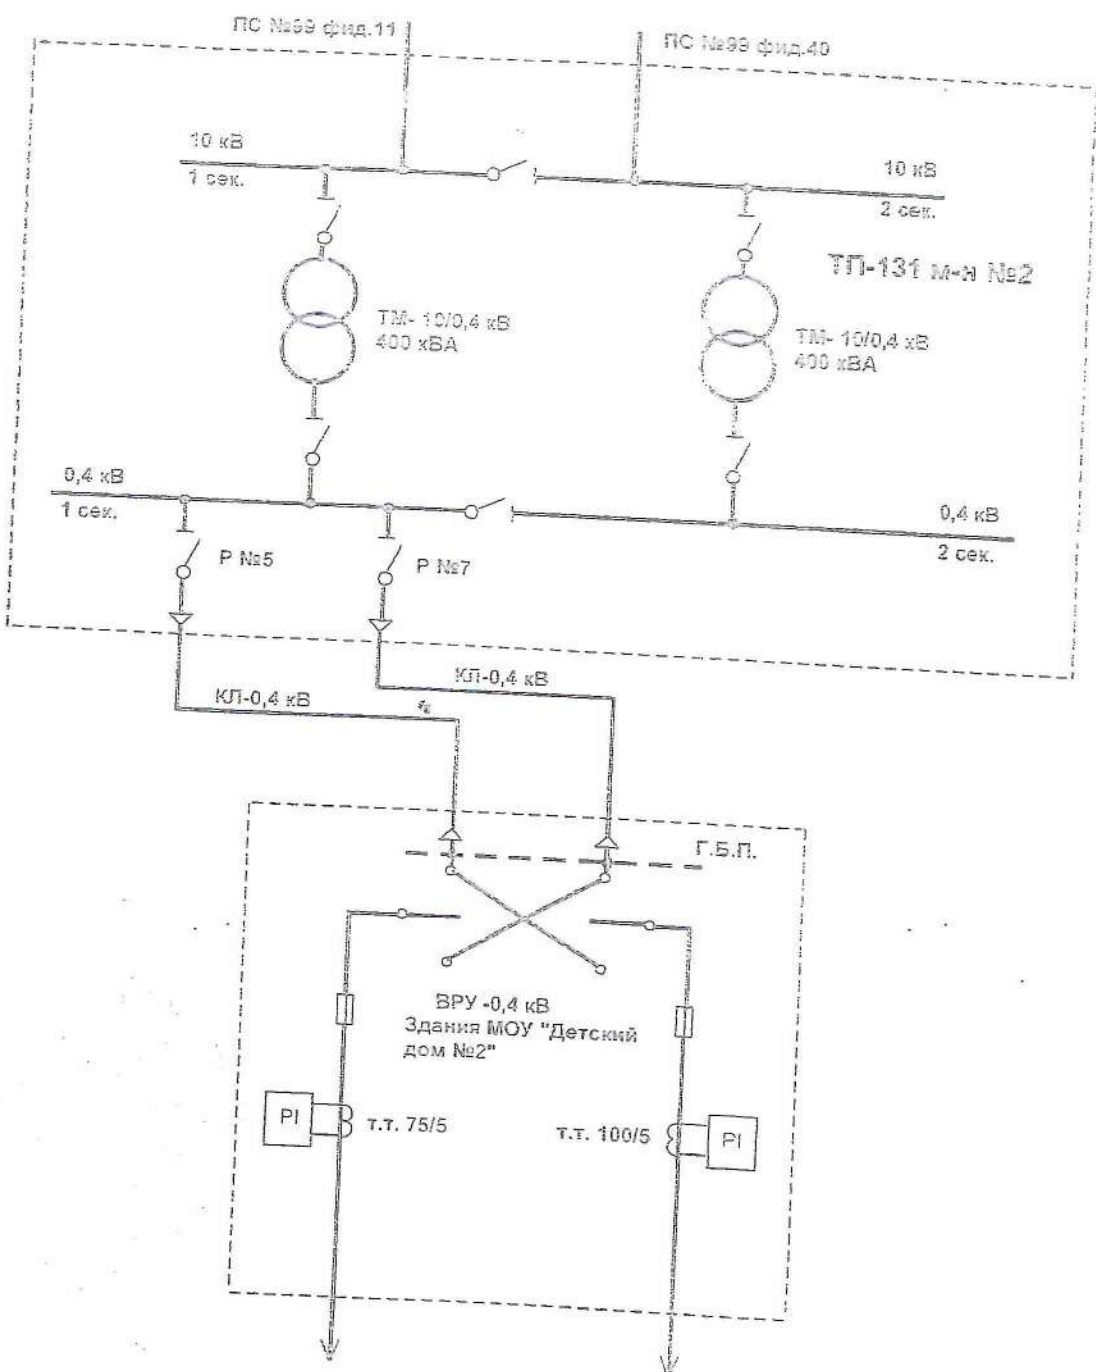 ПС №99 фид.11
ПС №99 фид.40
10 кВ
1 сек.
10 кВ
2 сек.
ТП-131 м-н №2
ТМ- 10/0,4 кВ
400 кВА
ТМ- 10/0,4 кВ
400 кВА
0,4 кВ
1 сек.
0,4 кВ
2 сек.
Р №5
Р №7
КЛ-0,4 кВ
КЛ-0,4 кВ
Г.Б.П.
ВРУ -0,4 кВ
Здания МОУ "Детский
дом №2"
PI
т.т. 75/5
т.т. 100/5
PI